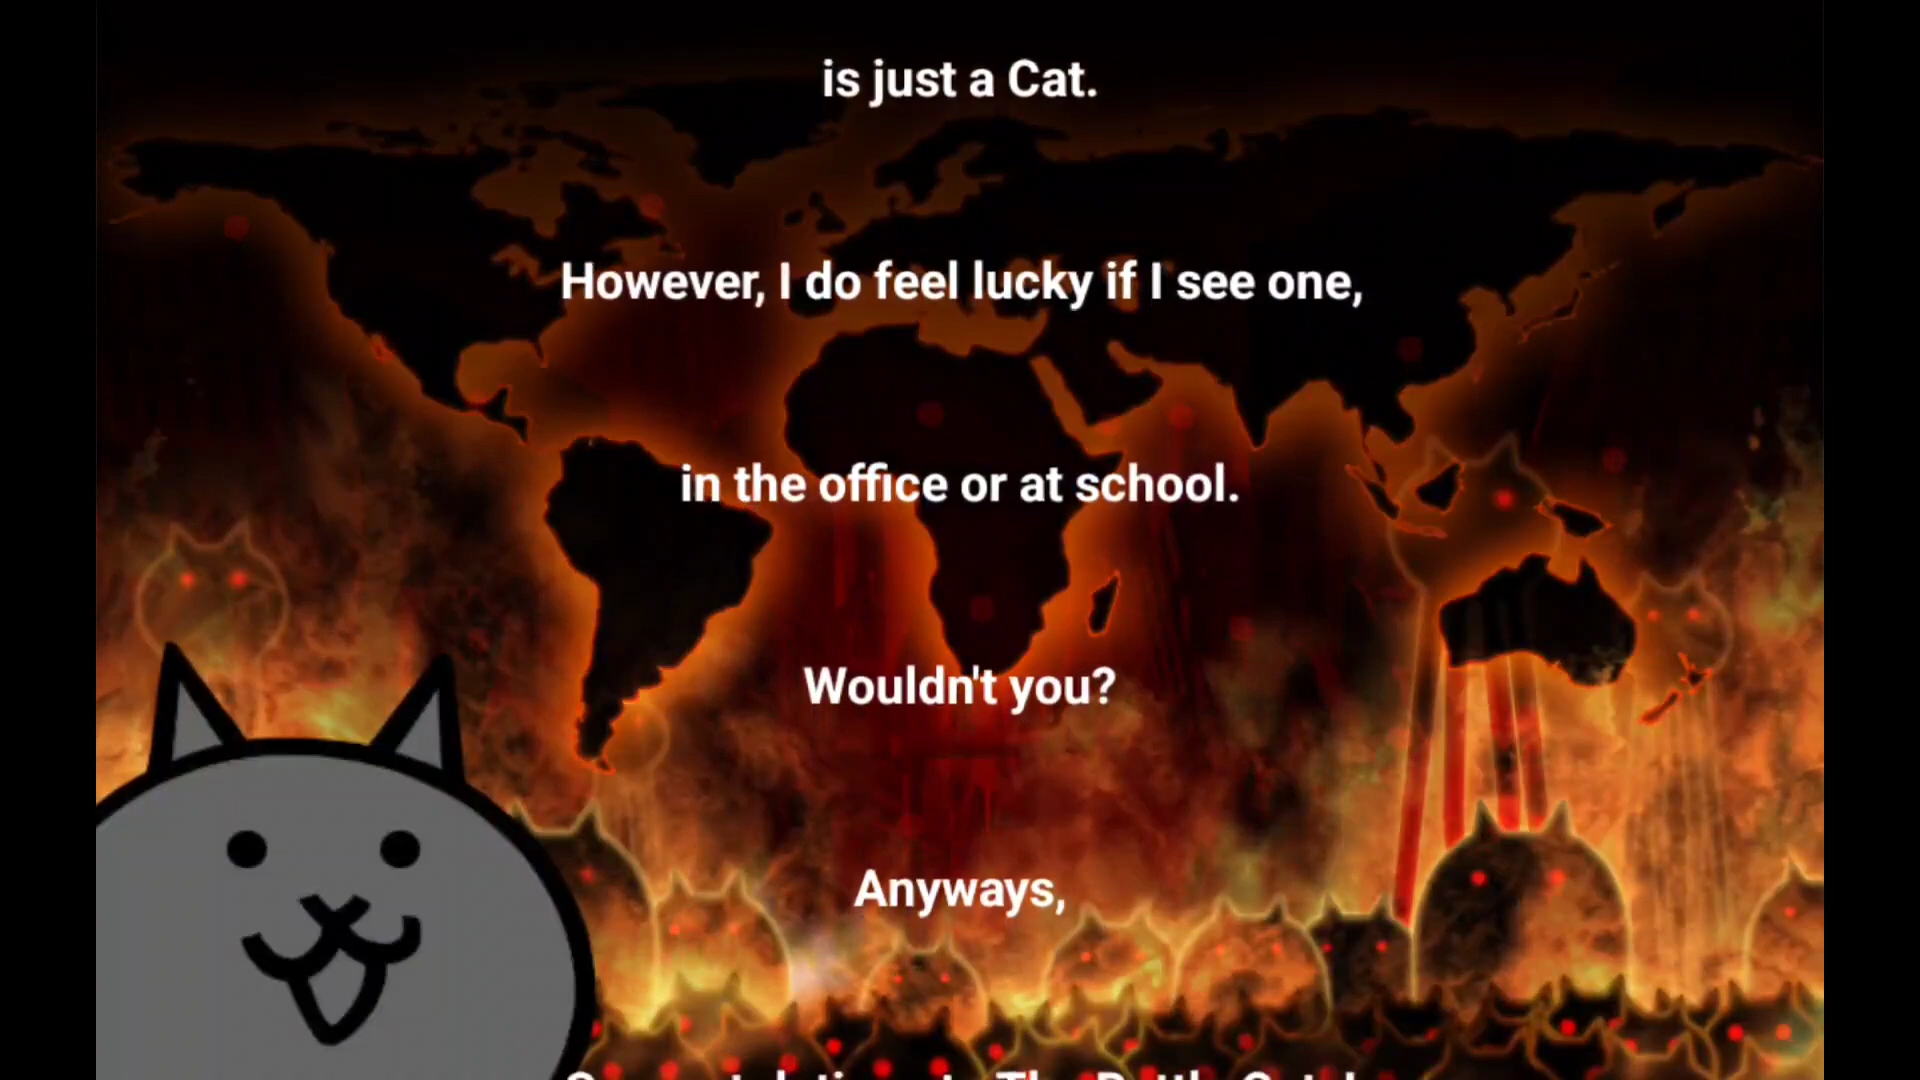 is just a Cat.
However, I do feel lucky if I see one,
in the office or at school.
Wouldn't you?
Anyways,